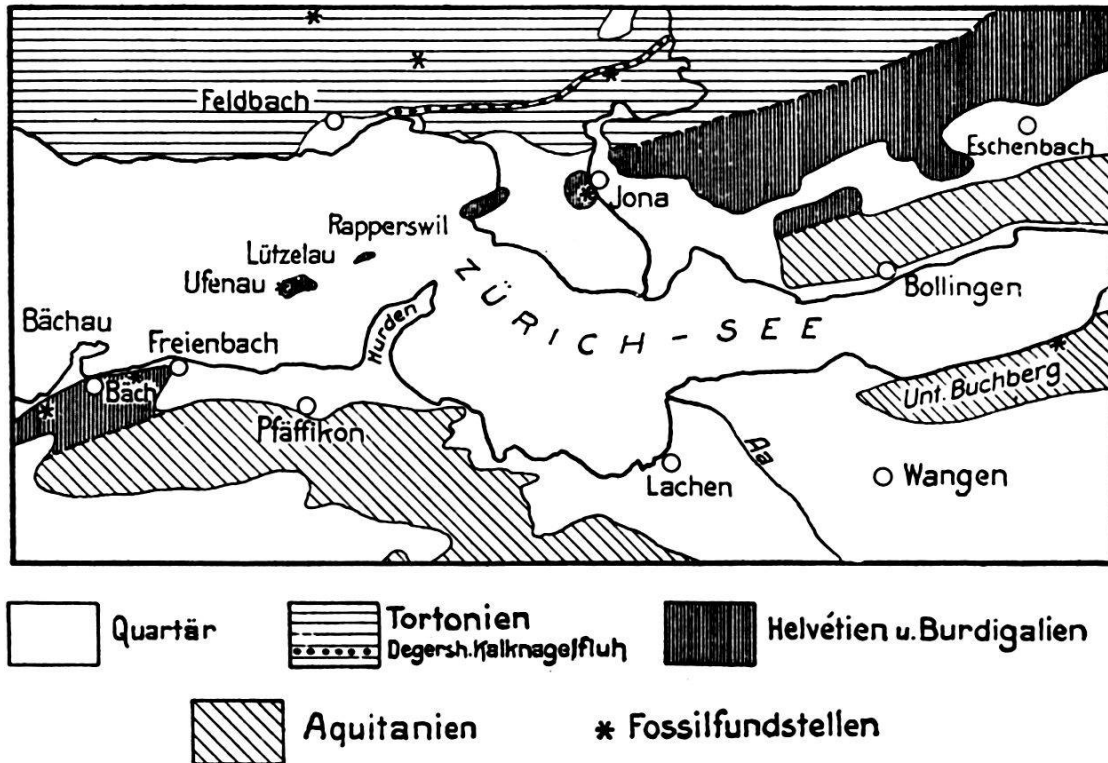 Feldbach
Eschenbach
Jona
Rapperswil
Lützelau
Ufenau
ZÜRICH-SEE
Bollingen
Bächau
Freienbach
Hurden
Bäch
Unt. Buchberg
Pfäffikon
Aa
Lachen
Wangen
Quartär
Tortonien
Degersh. Kalknagelfluh
Helvétien u. Burdigalien
Aquitanien
* Fossilfundstellen